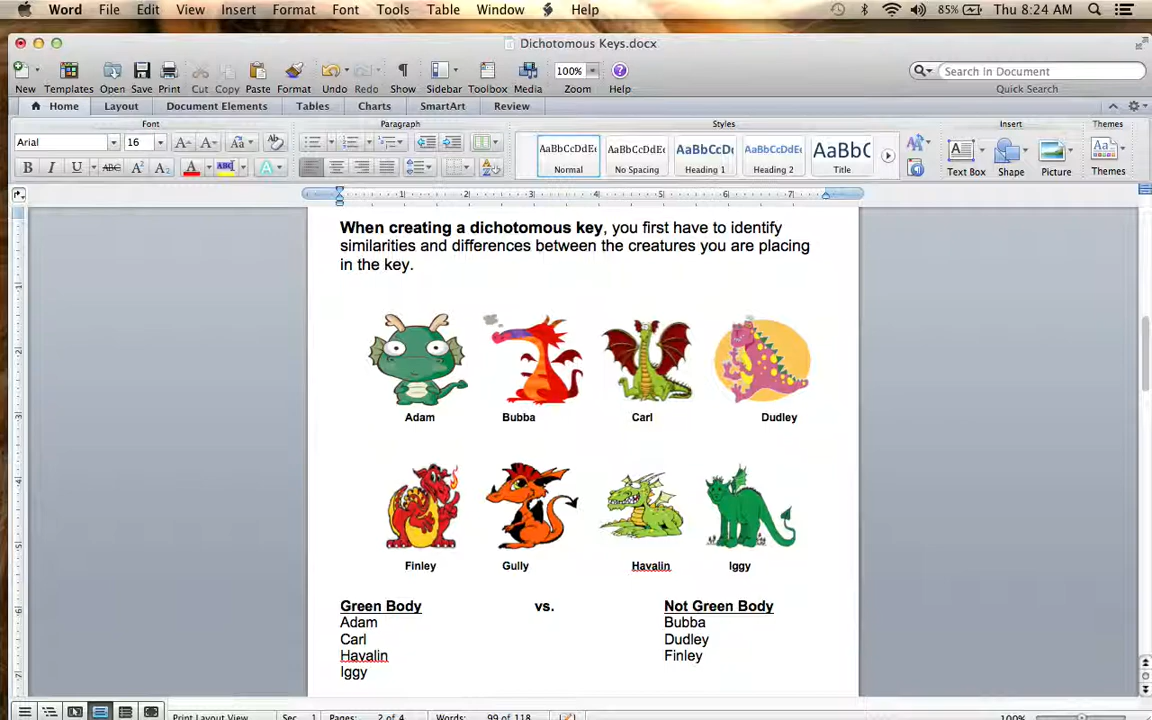 Word File Edit View Insert Format Font Tools Table Window Help 85% Thu 8:24 AM
Dichotomous Keys.docx
New Templates Open Save Print Cut Copy Paste Format Undo Redo Show Sidebar Toolbox Media 100% Zoom Help
Search in Document
Quick Search
Home Layout Document Elements Tables Charts SmartArt Review
Font Paragraph Styles Insert Themes
Arial 16 AaBbCcDdEe AaBbCcDdEe AaBbCcDc AaBbCcDdEe AaBbC
Normal No Spacing Heading 1 Heading 2 Title Text Box Shape Picture Themes
When creating a dichotomous key, you first have to identify
similarities and differences between the creatures you are placing
in the key.
Adam Bubba Carl Dudley
Finley Gully Havalin Iggy
Green Body vs. Not Green Body
Adam Bubba
Carl Dudley
Havalin Finley
Iggy
Print Layout View Sec 1 Pages: 2 of 4 Words: 99 of 118 100%